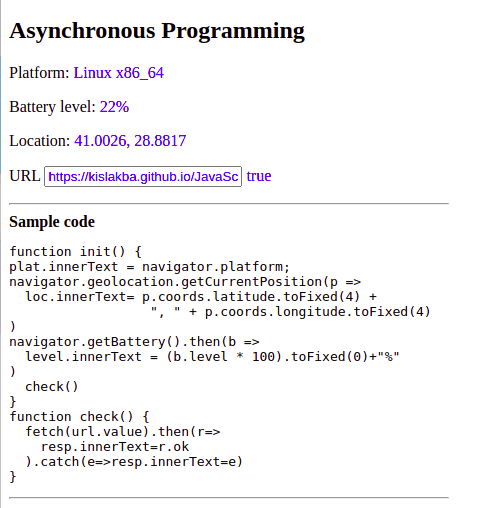 Asynchronous Programming
Platform: Linux x86_64
Battery level: 22%
Location: 41.0026, 28.8817
URL https://kislakba.github.io/JavaSc true
Sample code
function init() {
plat.innerText = navigator.platform;
navigator.geolocation.getCurrentPosition(p =>
  loc.innerText= p.coords.latitude.toFixed(4) +
                  ", " + p.coords.longitude.toFixed(4)
)
navigator.getBattery().then(b =>
  level.innerText = (b.level * 100).toFixed(0)+"%"
)
  check()
}
function check() {
  fetch(url.value).then(r=>
    resp.innerText=r.ok
  ).catch(e=>resp.innerText=e)
}